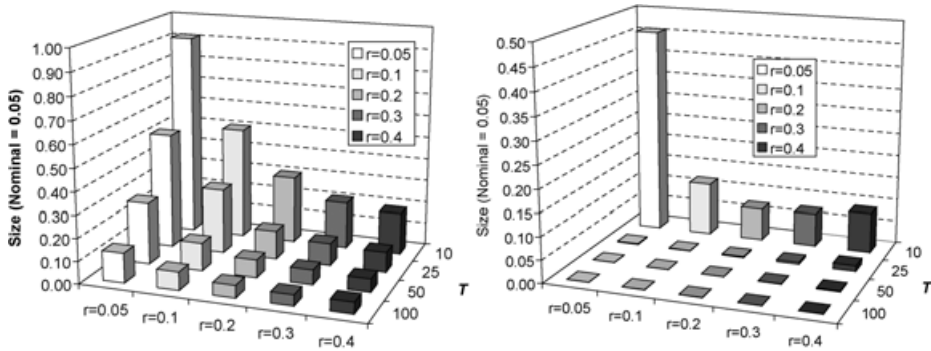 Size (Nominal = 0.05)
1.00
0.90
0.80
0.70
0.60
0.50
0.40
0.30
0.20
0.10
0.00
r=0.05
r=0.1
r=0.2
r=0.3
r=0.4
r=0.05
r=0.1
r=0.2
r=0.3
r=0.4
10
25
50
100
T
Size (Nominal = 0.05)
0.50
0.45
0.40
0.35
0.30
0.25
0.20
0.15
0.10
0.05
0.00
r=0.05
r=0.1
r=0.2
r=0.3
r=0.4
r=0.05
r=0.1
r=0.2
r=0.3
r=0.4
10
25
50
100
T